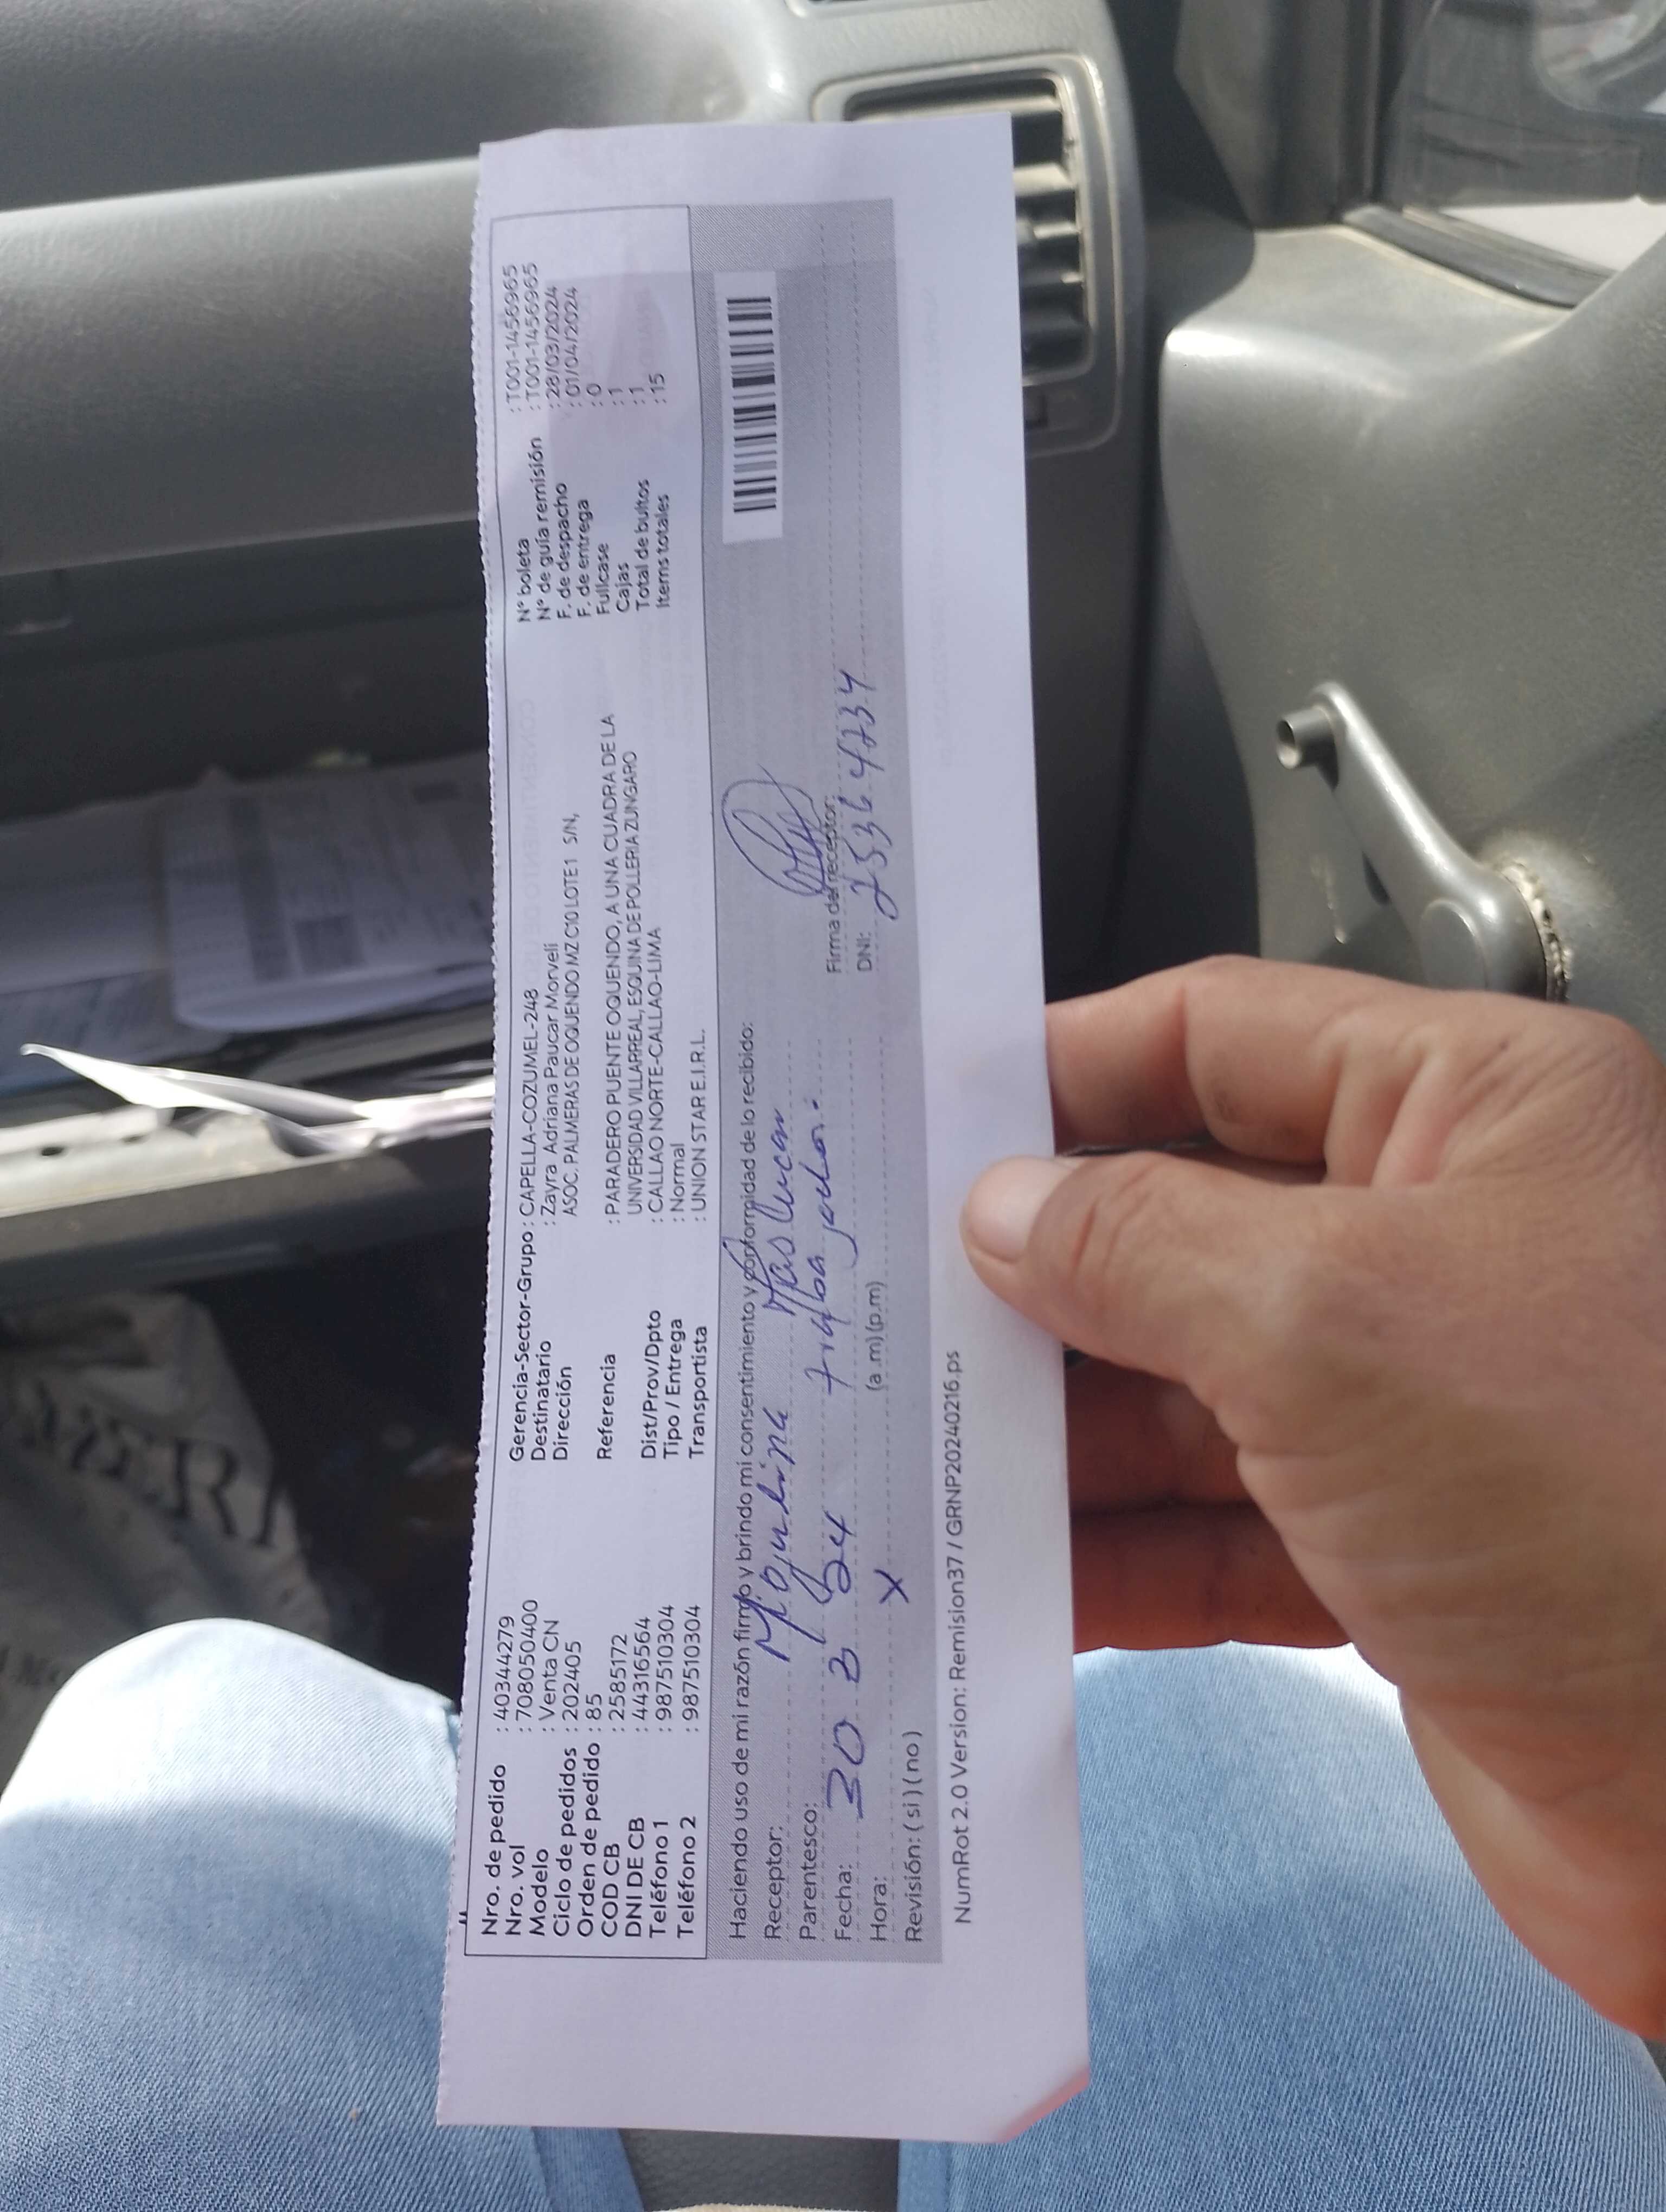 Nro. de pedido : 40344279
Nro. vol : 708050400
Modelo : Venta CN
Ciclo de pedidos : 202405
Orden de pedido : 85
COD CB : 2585172
DNI DE CB : 44316564
Teléfono 1 : 987510304
Teléfono 2 : 987510304
Gerencia-Sector-Grupo : CAPELLA-COZUMEL-248
Destinatario : Zayra Adriana Paucar Morveli
Dirección ASOC. PALMERAS DE OQUENDO MZ C10 LOTE 1 S/N,
Referencia : PARADERO PUENTE OQUENDO, A UNA CUADRA DE LA
UNIVERSIDAD VILLARREAL, ESQUINA DE POLLERIA ZUNGARO
Dist/Prov/Dpto : CALLAO NORTE-CALLAO-LIMA
Tipo / Entrega : Normal
Transportista : UNION STAR E.I.R.L.
N° boleta : T001-1456965
N° de guía remisión : T001-1456965
F. de despacho : 28/03/2024
F. de entrega : 01/04/2024
Fullcase : 0
Cajas : 1
Total de bultos : 1
Items totales : 15
Haciendo uso de mi razón firmo y brindo mi consentimiento y conformidad de lo recibido:
Receptor:
Parentesco:
Fecha: 30 3 24
Hora: X (a.m) (p.m)
Revisión: ( si ) ( no )
Firma del receptor:
DNI:
NumRot 2.0 Version: Remision37 / GRNP20240216.ps